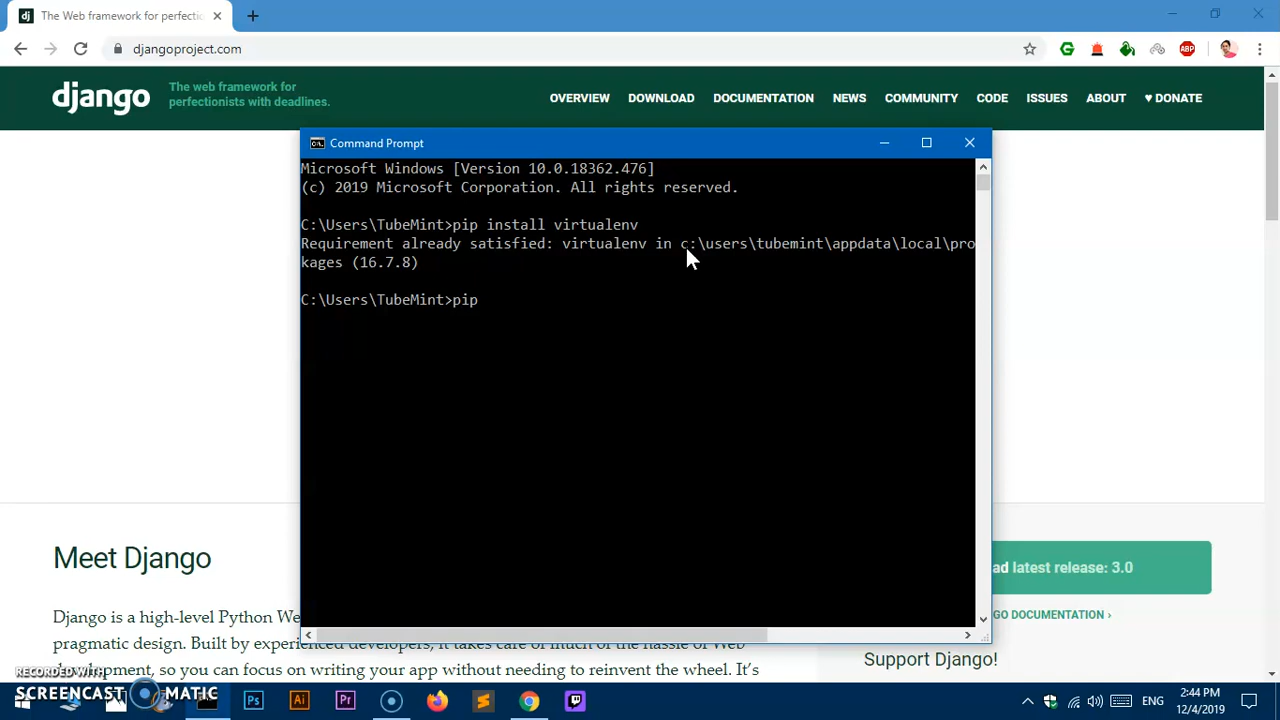 dj The Web framework for perfectio
djangoproject.com
ABP
django
The web framework for
perfectionists with deadlines.
OVERVIEW DOWNLOAD DOCUMENTATION NEWS COMMUNITY CODE ISSUES ABOUT ♥ DONATE
Command Prompt
Microsoft Windows [Version 10.0.18362.476]
(c) 2019 Microsoft Corporation. All rights reserved.
C:\Users\TubeMint>pip install virtualenv
Requirement already satisfied: virtualenv in c:\users\tubemint\appdata\local\pro
kages (16.7.8)
C:\Users\TubeMint>pip
Meet Django
Django is a high-level Python We
pragmatic design. Built by experienced developers, it takes care of much of the hassle of Web
development, so you can focus on writing your app without needing to reinvent the wheel. It's
ad latest release: 3.0
GO DOCUMENTATION ›
Support Django!
RECORDED WITH
SCREENCAST MATIC
Ps Ai Pr
ENG
2:44 PM
12/4/2019